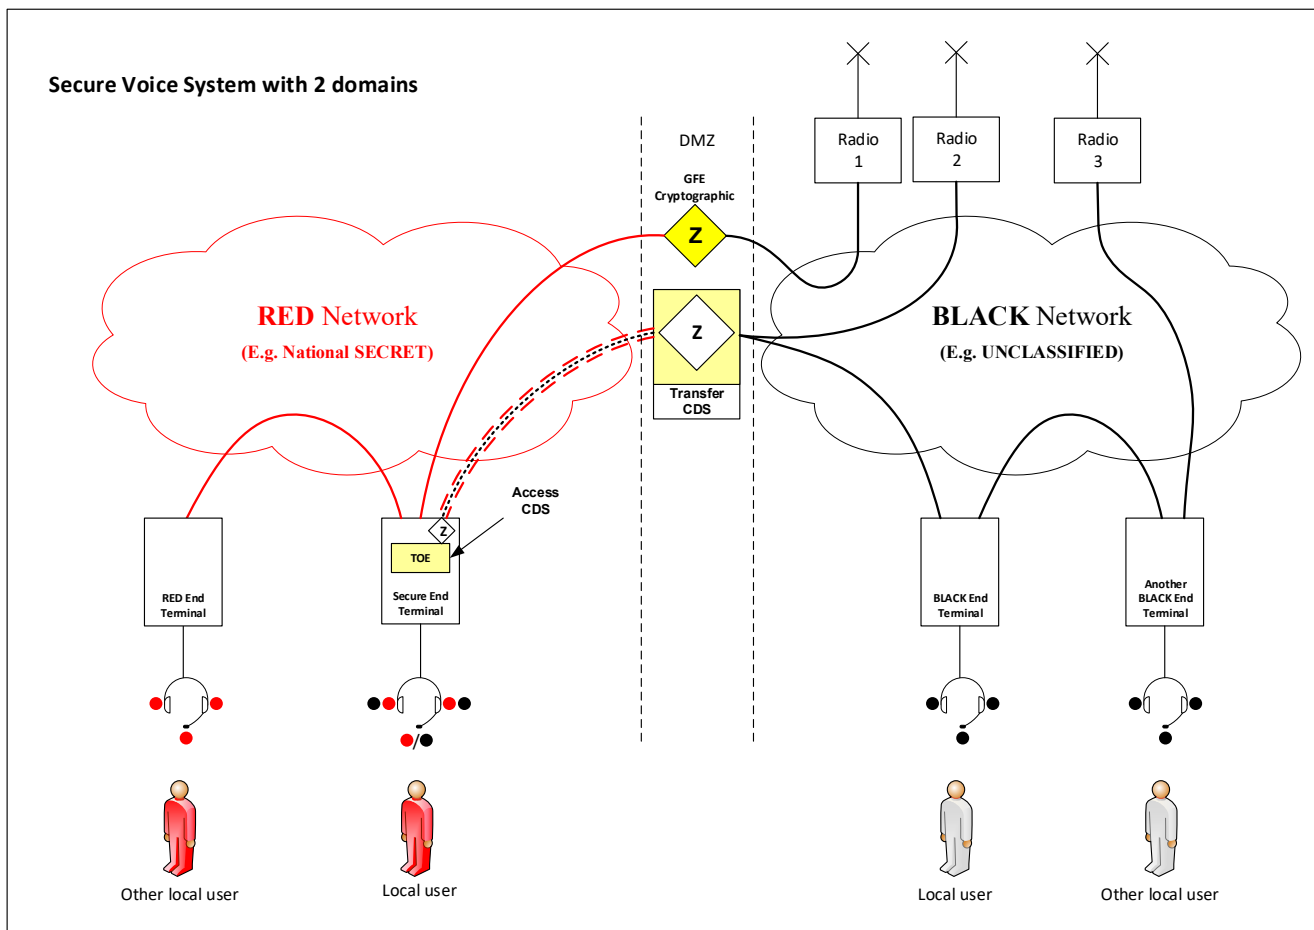 Secure Voice System with 2 domains
DMZ
GFE
Cryptographic
Z
Radio
1
Radio
2
Radio
3
RED Network
(E.g. National SECRET)
Z
Transfer
CDS
BLACK Network
(E.g. UNCLASSIFIED)
Access
CDS
Z
TOE
RED End
Terminal
Secure End
Terminal
BLACK End
Terminal
Another
BLACK End
Terminal
/
Other local user
Local user
Local user
Other local user